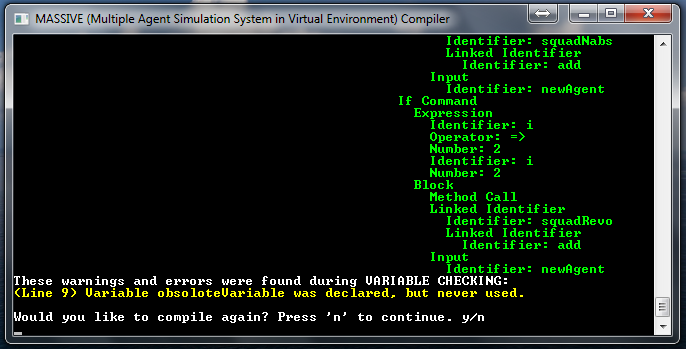 MASSIVE (Multiple Agent Simulation System in Virtual Environment) Compiler
Identifier: squadNabs
Linked Identifier
Identifier: add
Input
Identifier: newAgent
If Command
Expression
Identifier: i
Operator: =>
Number: 2
Identifier: i
Number: 2
Block
Method Call
Linked Identifier
Identifier: squadRevo
Linked Identifier
Identifier: add
Input
Identifier: newAgent
These warnings and errors were found during VARIABLE CHECKING:
(Line 9) Variable obsoloteVariable was declared, but never used.
Would you like to compile again? Press 'n' to continue. y/n